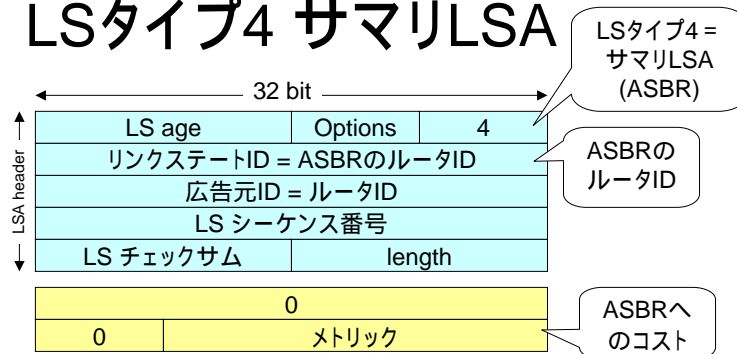 LSタイプ4 サマリLSA
LSタイプ4 =
サマリLSA
(ASBR)
32 bit
LSA header
LS age Options 4
リンクステートID = ASBRのルータID
広告元ID = ルータID
LS シーケンス番号
LS チェックサム length
ASBRの
ルータID
0
0 メトリック
ASBRへ
のコスト